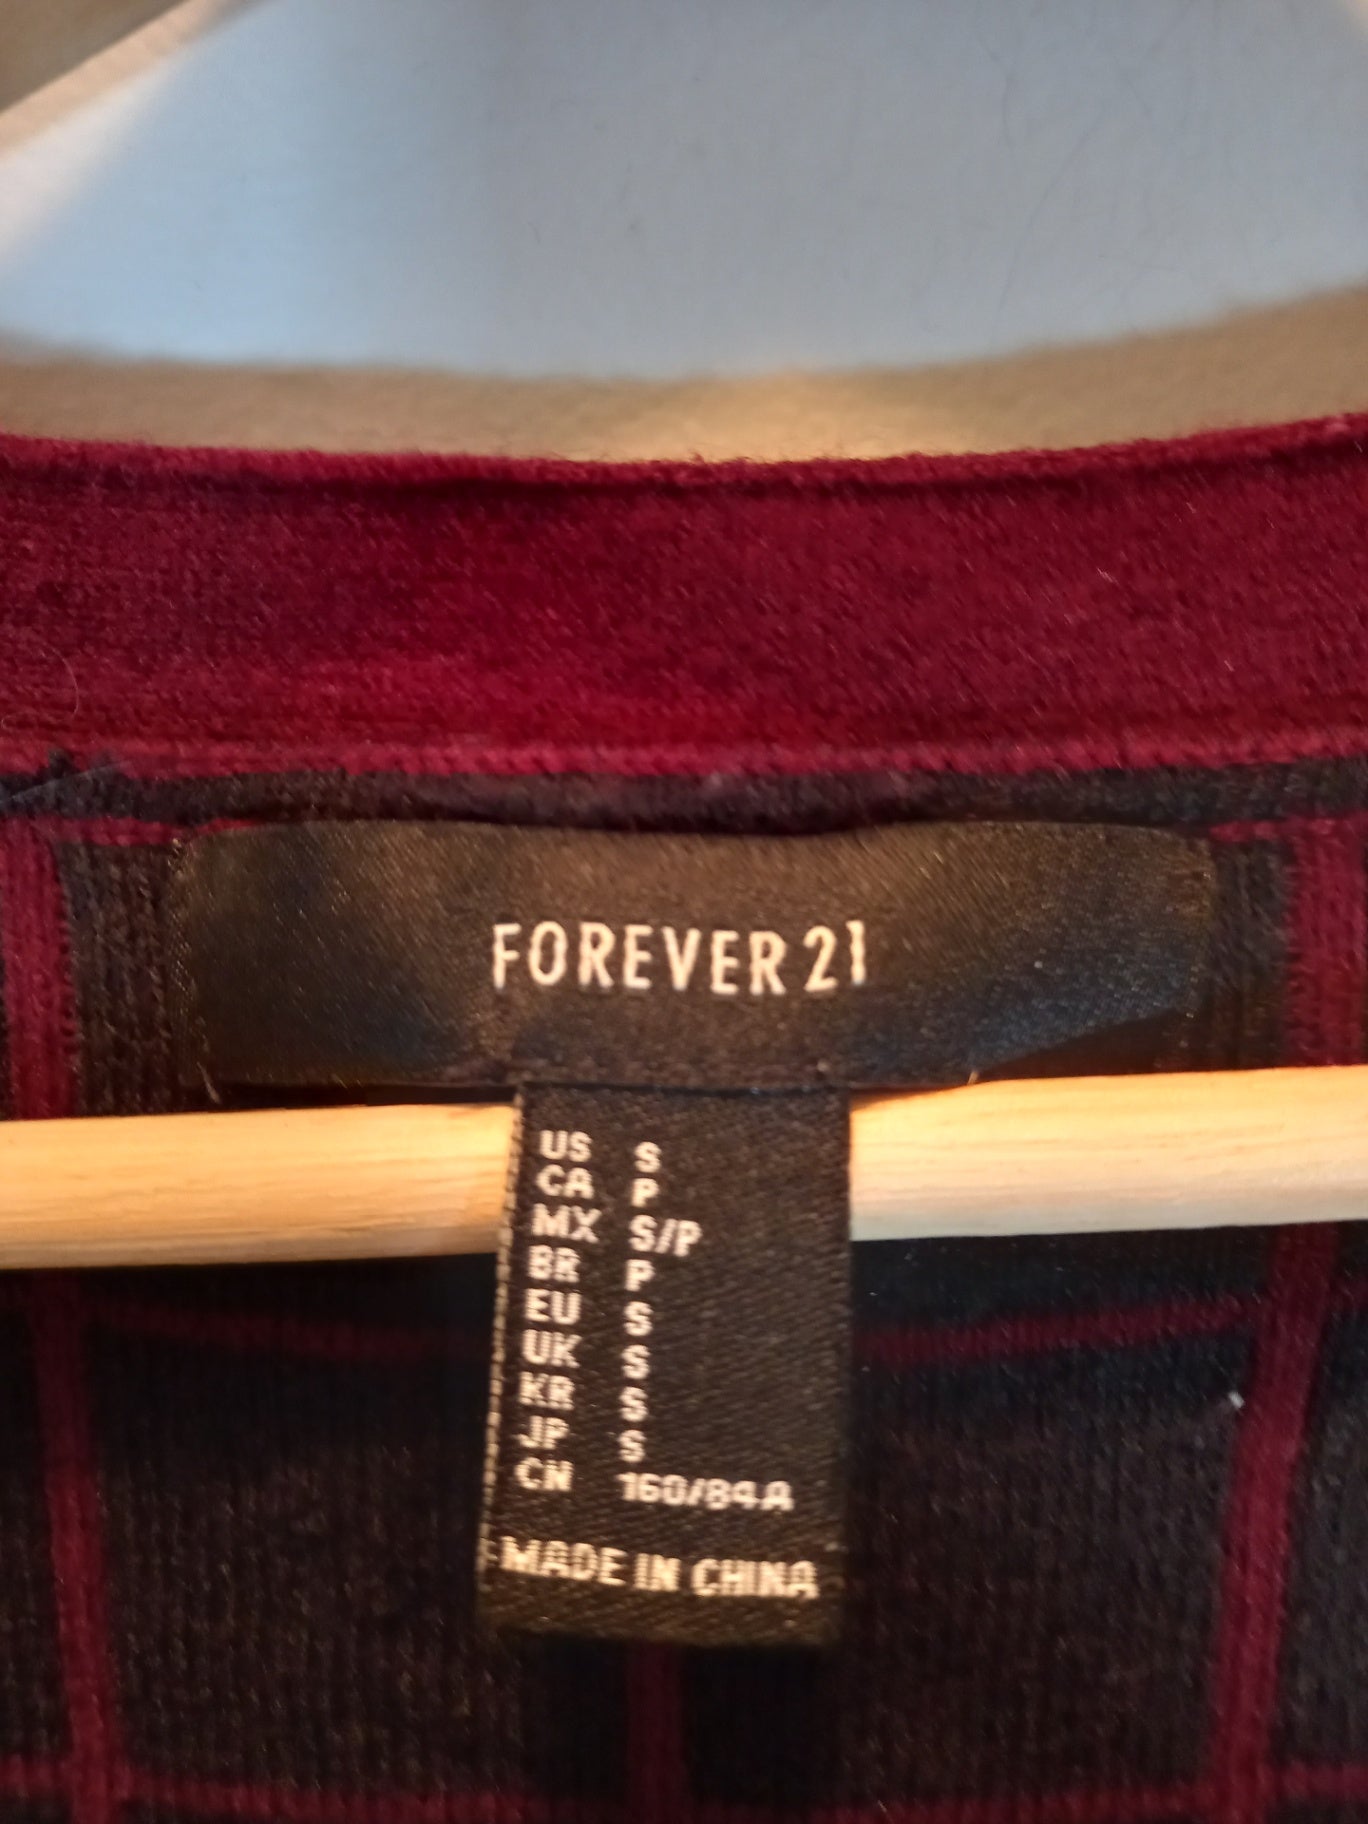 FOREVER 21
US S
CA P
MX S/P
BR P
EU S
UK S
KR S
JP S
CN 160/84A
MADE IN CHINA